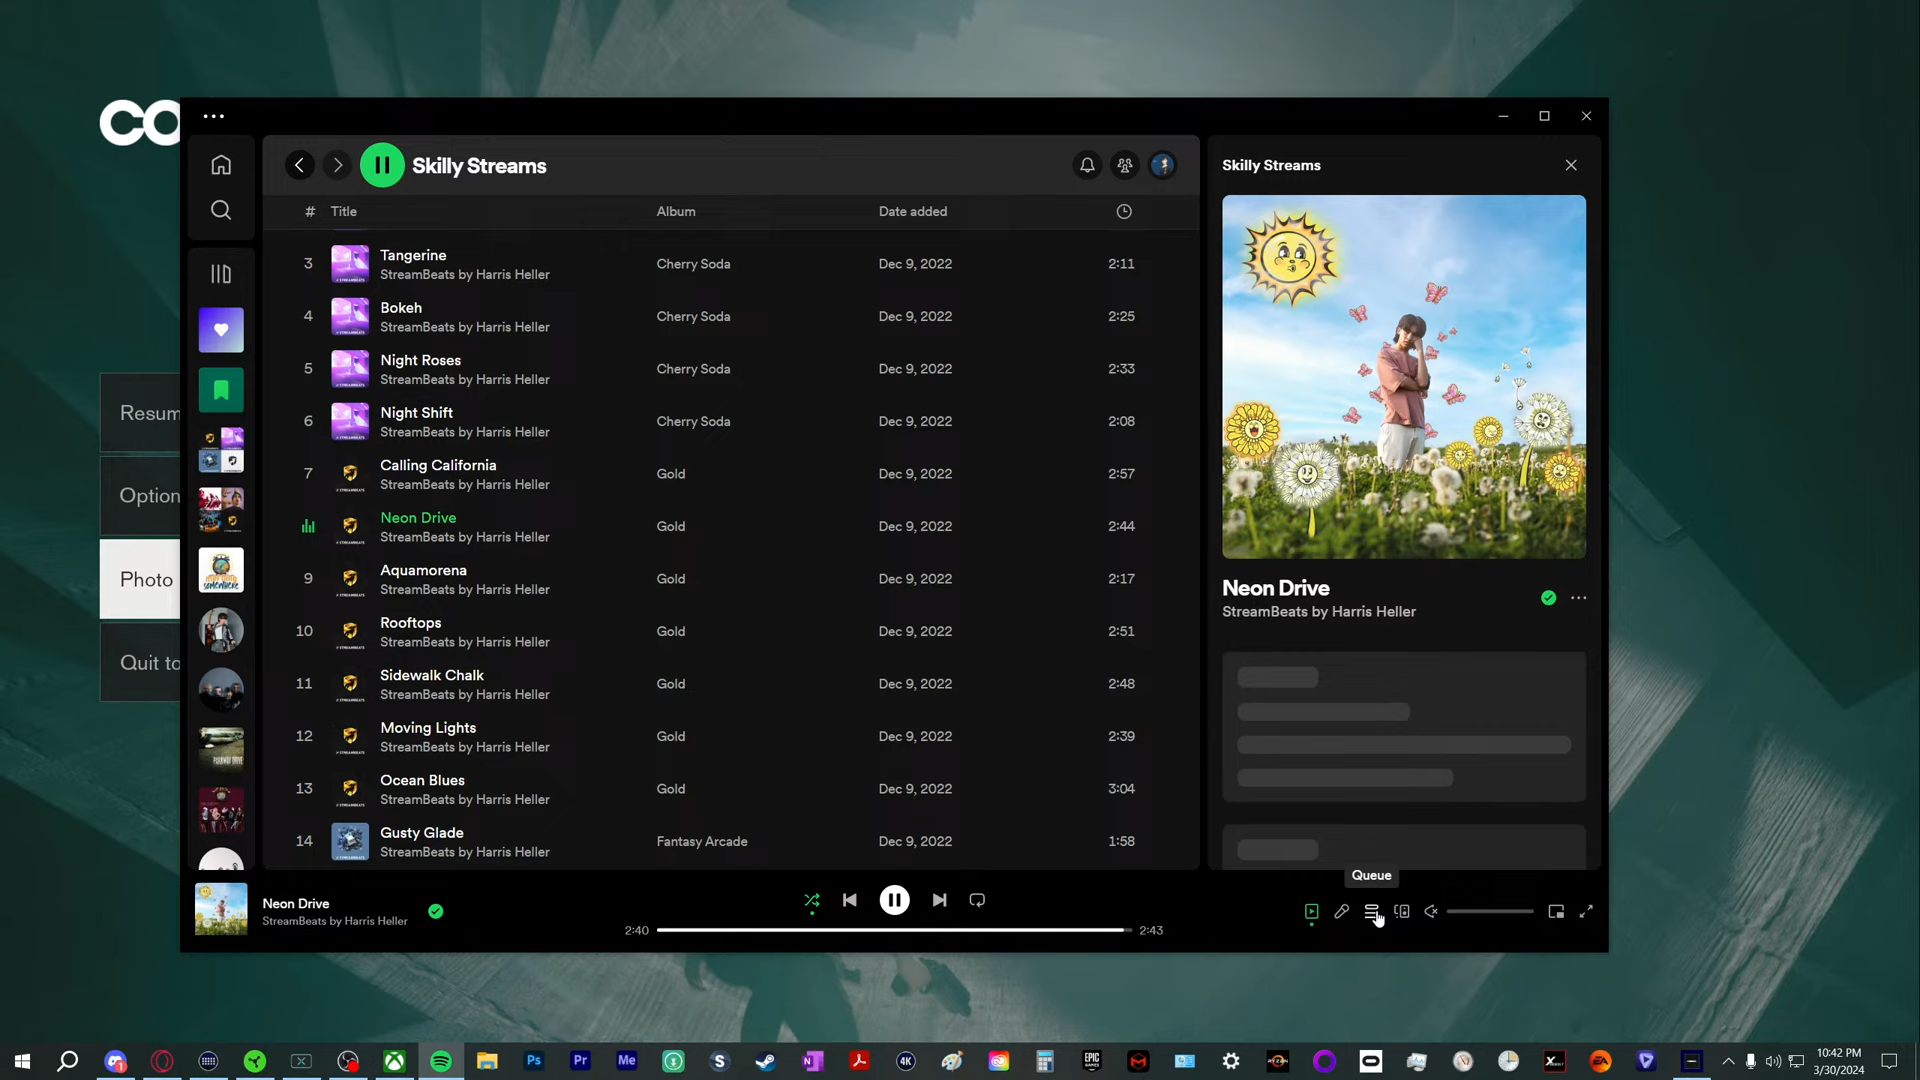 CO
Resum
Option
Photo
Quit to
Skilly Streams
# Title Album Date added
3 Tangerine Cherry Soda Dec 9, 2022 2:11
StreamBeats by Harris Heller
4 Bokeh Cherry Soda Dec 9, 2022 2:25
StreamBeats by Harris Heller
5 Night Roses Cherry Soda Dec 9, 2022 2:33
StreamBeats by Harris Heller
6 Night Shift Cherry Soda Dec 9, 2022 2:08
StreamBeats by Harris Heller
7 Calling California Gold Dec 9, 2022 2:57
StreamBeats by Harris Heller
Neon Drive Gold Dec 9, 2022 2:44
StreamBeats by Harris Heller
9 Aquamorena Gold Dec 9, 2022 2:17
StreamBeats by Harris Heller
10 Rooftops Gold Dec 9, 2022 2:51
StreamBeats by Harris Heller
11 Sidewalk Chalk Gold Dec 9, 2022 2:48
StreamBeats by Harris Heller
12 Moving Lights Gold Dec 9, 2022 2:39
StreamBeats by Harris Heller
13 Ocean Blues Gold Dec 9, 2022 3:04
StreamBeats by Harris Heller
14 Gusty Glade Fantasy Arcade Dec 9, 2022 1:58
StreamBeats by Harris Heller
Skilly Streams
Neon Drive
StreamBeats by Harris Heller
Queue
Neon Drive
StreamBeats by Harris Heller
2:40 2:43
Ps Pr Me S N 4K EPIC GAMES RYZEN EA
10:42 PM
3/30/2024